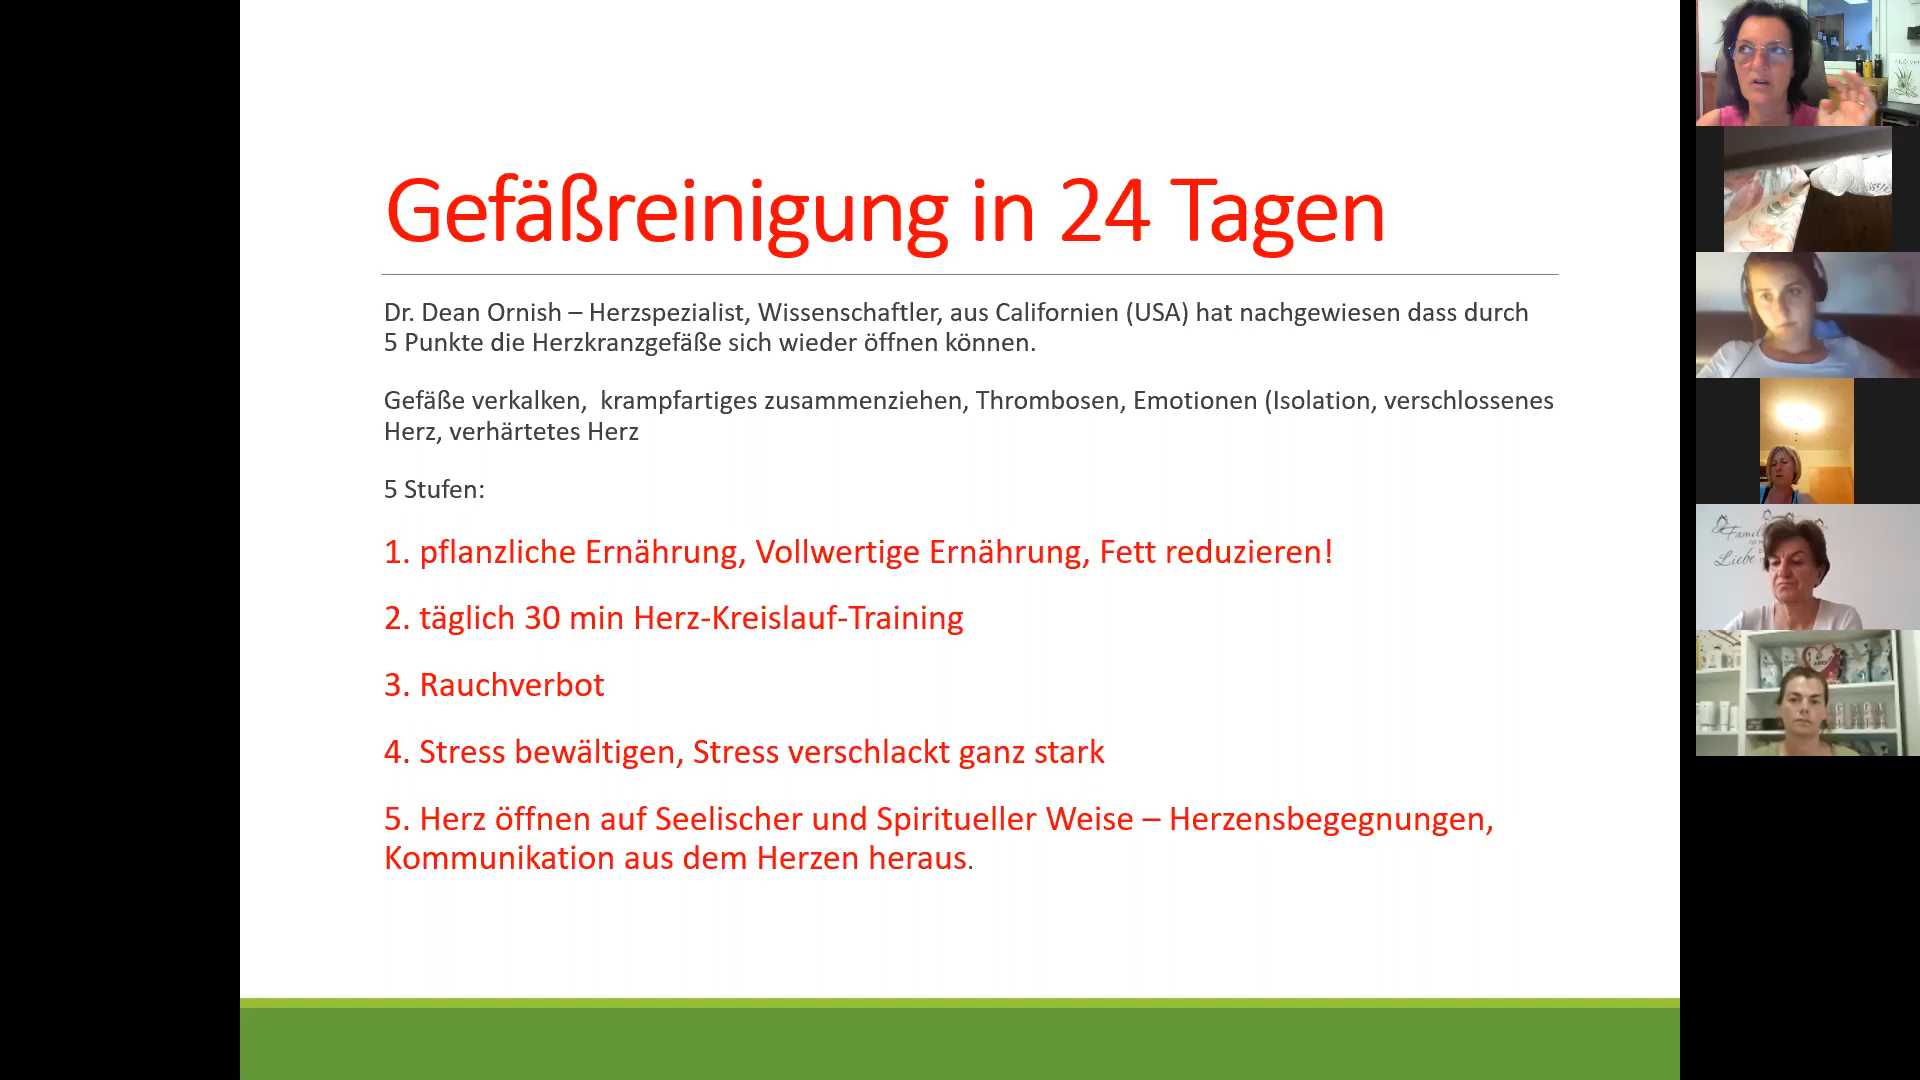 Gefäßreinigung in 24 Tagen
Dr. Dean Ornish – Herzspezialist, Wissenschaftler, aus Californien (USA) hat nachgewiesen dass durch
5 Punkte die Herzkranzgefäße sich wieder öffnen können.
Gefäße verkalken,  krampfartiges zusammenziehen, Thrombosen, Emotionen (Isolation, verschlossenes
Herz, verhärtetes Herz
5 Stufen:
1. pflanzliche Ernährung, Vollwertige Ernährung, Fett reduzieren!
2. täglich 30 min Herz-Kreislauf-Training
3. Rauchverbot
4. Stress bewältigen, Stress verschlackt ganz stark
5. Herz öffnen auf Seelischer und Spiritueller Weise – Herzensbegegnungen,
Kommunikation aus dem Herzen heraus.
Liebe